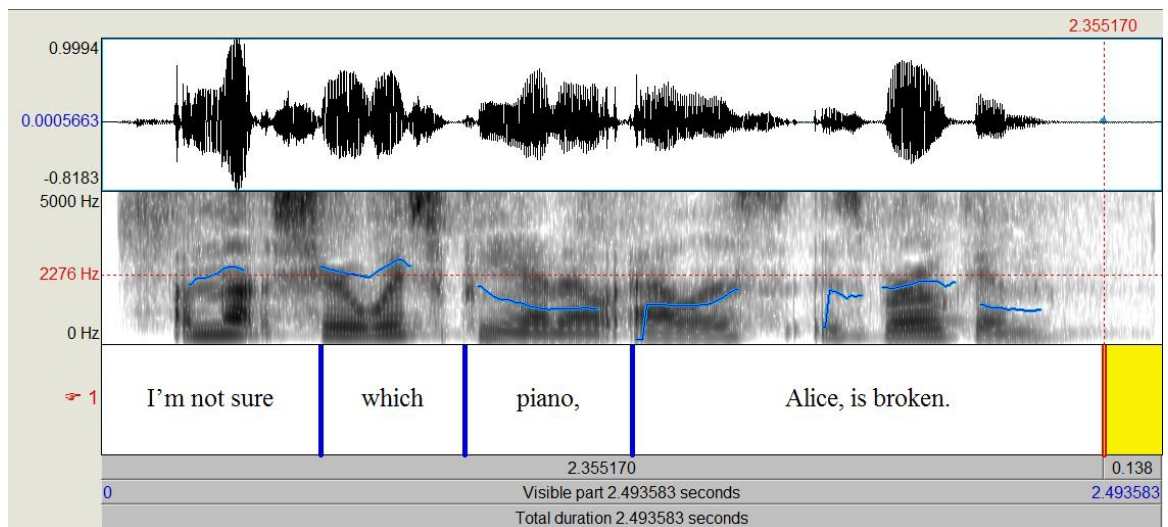 2.355170
0.9994
0.0005663
-0.8183
5000 Hz
2276 Hz
0 Hz
☞ 1 I’m not sure which piano, Alice, is broken.
2.355170 0.138
0 Visible part 2.493583 seconds 2.493583
Total duration 2.493583 seconds